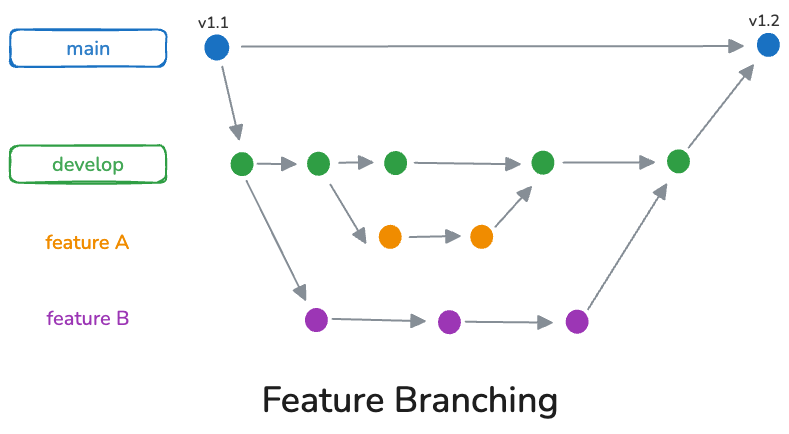 v1.1
v1.2
main
develop
feature A
feature B
Feature Branching